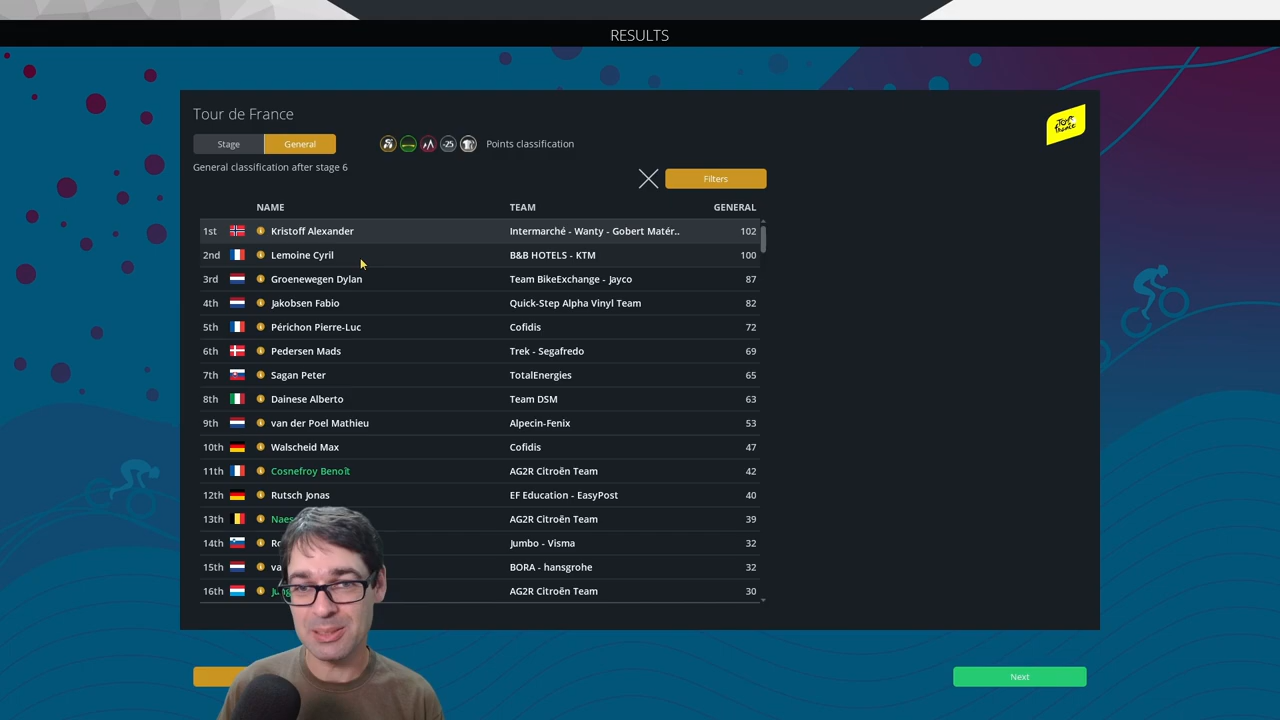 RESULTS
Tour de France
Tour de France
Stage General -25 Points classification
General classification after stage 6
Filters
NAME TEAM GENERAL
1st Kristoff Alexander Intermarché - Wanty - Gobert Matér.. 102
2nd Lemoine Cyril B&B HOTELS - KTM 100
3rd Groenewegen Dylan Team BikeExchange - Jayco 87
4th Jakobsen Fabio Quick-Step Alpha Vinyl Team 82
5th Périchon Pierre-Luc Cofidis 72
6th Pedersen Mads Trek - Segafredo 69
7th Sagan Peter TotalEnergies 65
8th Dainese Alberto Team DSM 63
9th van der Poel Mathieu Alpecin-Fenix 53
10th Walscheid Max Cofidis 47
11th Cosnefroy Benoît AG2R Citroën Team 42
12th Rutsch Jonas EF Education - EasyPost 40
13th Naes AG2R Citroën Team 39
14th Jumbo - Visma 32
15th va BORA - hansgrohe 32
16th AG2R Citroën Team 30
Next